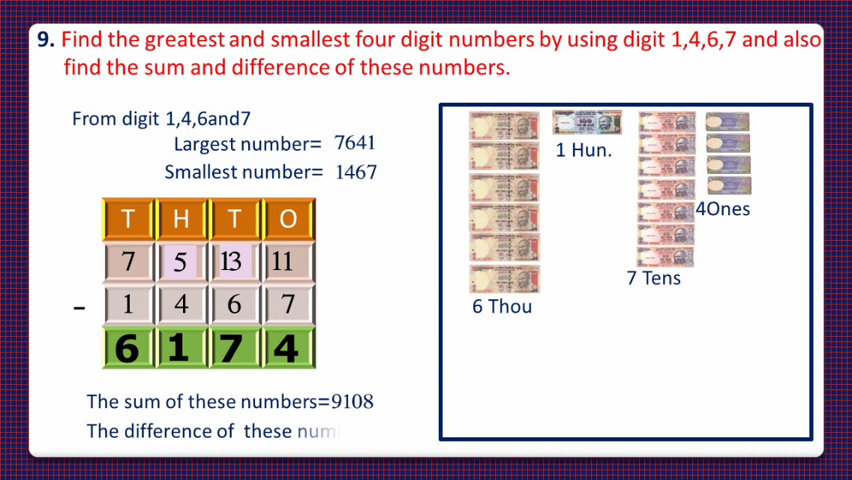 9. Find the greatest and smallest four digit numbers by using digit 1,4,6,7 and also
find the sum and difference of these numbers.
From digit 1,4,6and7
Largest number= 7641
Smallest number= 1467
T H T O
7 5 13 11
- 1 4 6 7
6 1 7 4
The sum of these numbers=9108
The difference of these num
1 Hun.
4Ones
7 Tens
6 Thou